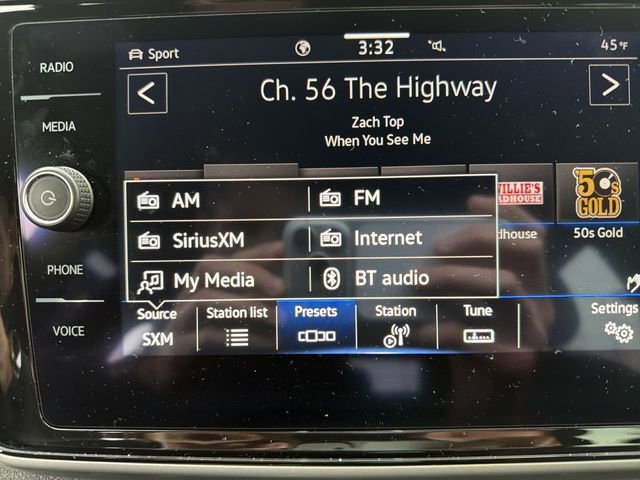 RADIO
MEDIA
PHONE
VOICE
Sport 3:32 45°F
Ch. 56 The Highway
Zach Top
When You See Me
AM FM
SiriusXM Internet
My Media BT audio
WILLIE'S
ROADHOUSE
dhouse
'50s
GOLD
50s Gold
Source Station list Presets Station Tune Settings
SXM